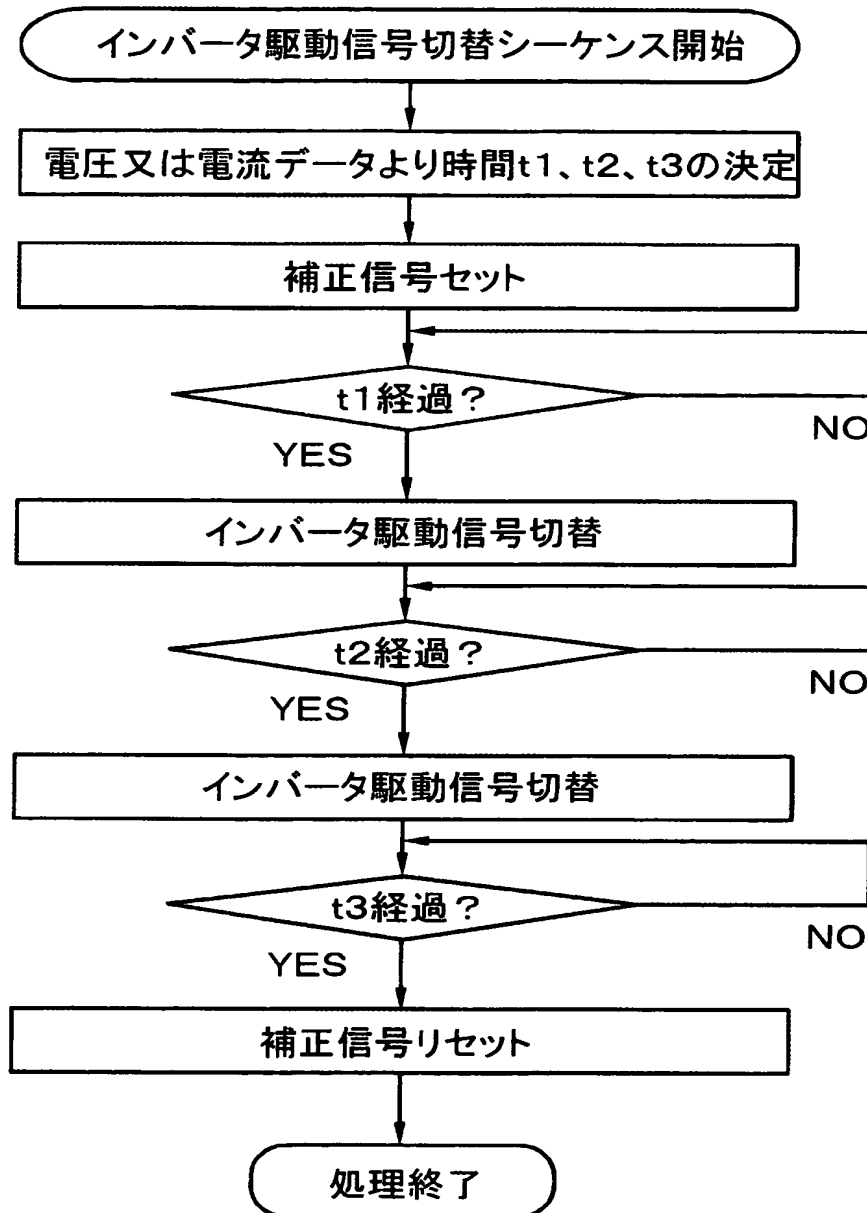 インバータ駆動信号切替シーケンス開始
電圧又は電流データより時間t1、t2、t3の決定
補正信号セット
t1経過?
NO
YES
インバータ駆動信号切替
t2経過?
NO
YES
インバータ駆動信号切替
t3経過?
NO
YES
補正信号リセット
処理終了